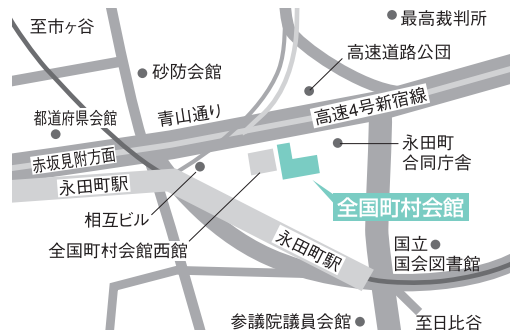 至市ヶ谷
最高裁判所
高速道路公団
砂防会館
都道府県会館
青山通り
高速4号新宿線
永田町
合同庁舎
赤坂見附方面
永田町駅
全国町村会館
相互ビル
全国町村会館西館
永田町駅
国立
国会図書館
参議院議員会館
至日比谷